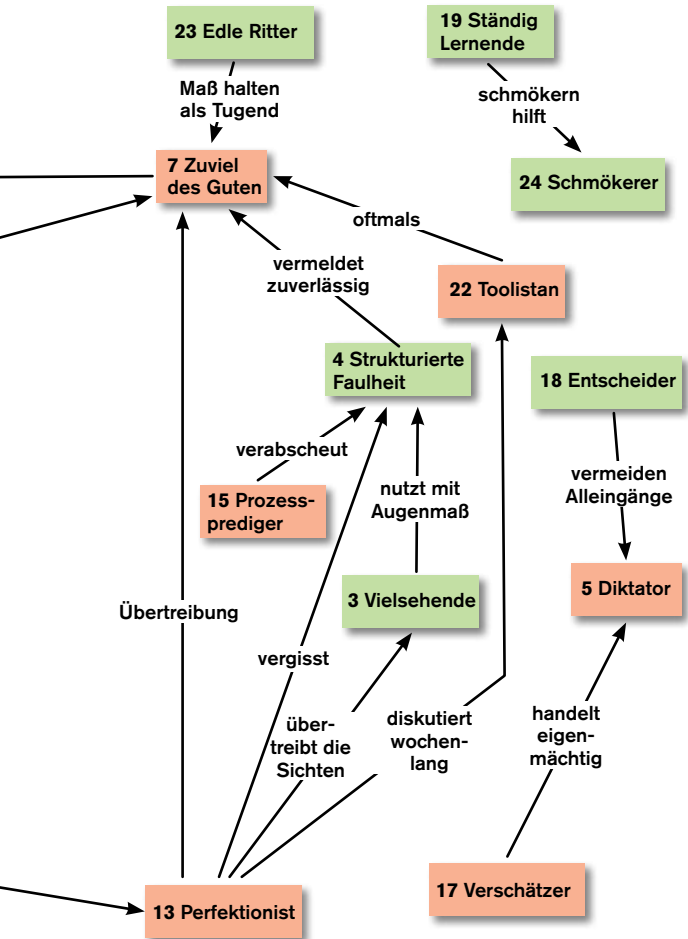 23 Edle Ritter
19 Ständig
Lernende
Maß halten
als Tugend
schmökern
hilft
7 Zuviel
des Guten
24 Schmökerer
oftmals
vermeldet
zuverlässig
22 Toolistan
4 Strukturierte
Faulheit
18 Entscheider
verabscheut
nutzt mit
Augenmaß
vermeiden
Alleingänge
15 Prozess-
prediger
3 Vielsehende
5 Diktator
Übertreibung
vergisst
über-
treibt die
Sichten
diskutiert
wochen-
lang
handelt
eigen-
mächtig
13 Perfektionist
17 Verschätzer